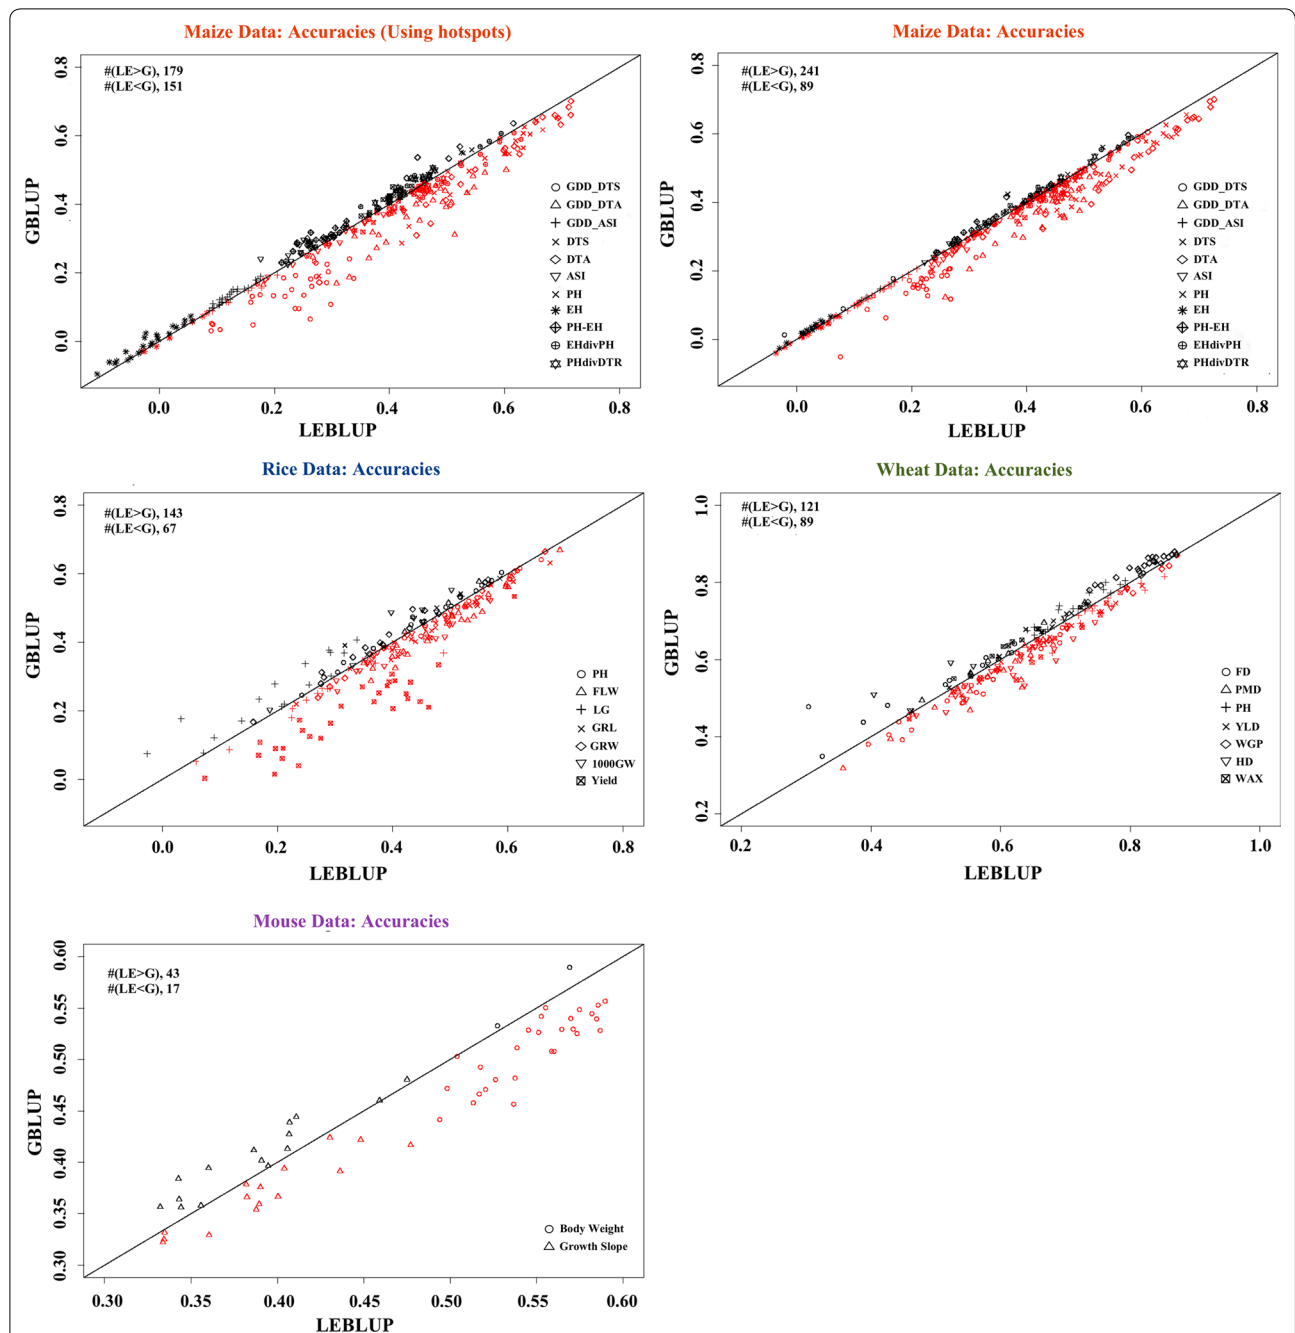 Maize Data: Accuracies (Using hotspots)
#(LE>G), 179
#(LE<G), 151
GBLUP
0.8
0.6
0.4
0.2
0.0
GDD_DTS
GDD_DTA
GDD_ASI
DTS
DTA
ASI
PH
EH
PH-EH
EHdivPH
PHdivDTR
0.0 0.2 0.4 0.6 0.8
LEBLUP
Maize Data: Accuracies
#(LE>G), 241
#(LE<G), 89
GBLUP
0.8
0.6
0.4
0.2
0.0
GDD_DTS
GDD_DTA
GDD_ASI
DTS
DTA
ASI
PH
EH
PH-EH
EHdivPH
PHdivDTR
0.0 0.2 0.4 0.6 0.8
LEBLUP
Rice Data: Accuracies
#(LE>G), 143
#(LE<G), 67
GBLUP
0.8
0.6
0.4
0.2
0.0
PH
FLW
LG
GRL
GRW
1000GW
Yield
0.0 0.2 0.4 0.6 0.8
LEBLUP
Wheat Data: Accuracies
#(LE>G), 121
#(LE<G), 89
GBLUP
1.0
0.8
0.6
0.4
0.2
FD
PMD
PH
YLD
WGP
HD
WAX
0.2 0.4 0.6 0.8 1.0
LEBLUP
Mouse Data: Accuracies
#(LE>G), 43
#(LE<G), 17
GBLUP
0.60
0.55
0.50
0.45
0.40
0.35
0.30
Body Weight
Growth Slope
0.30 0.35 0.40 0.45 0.50 0.55 0.60
LEBLUP